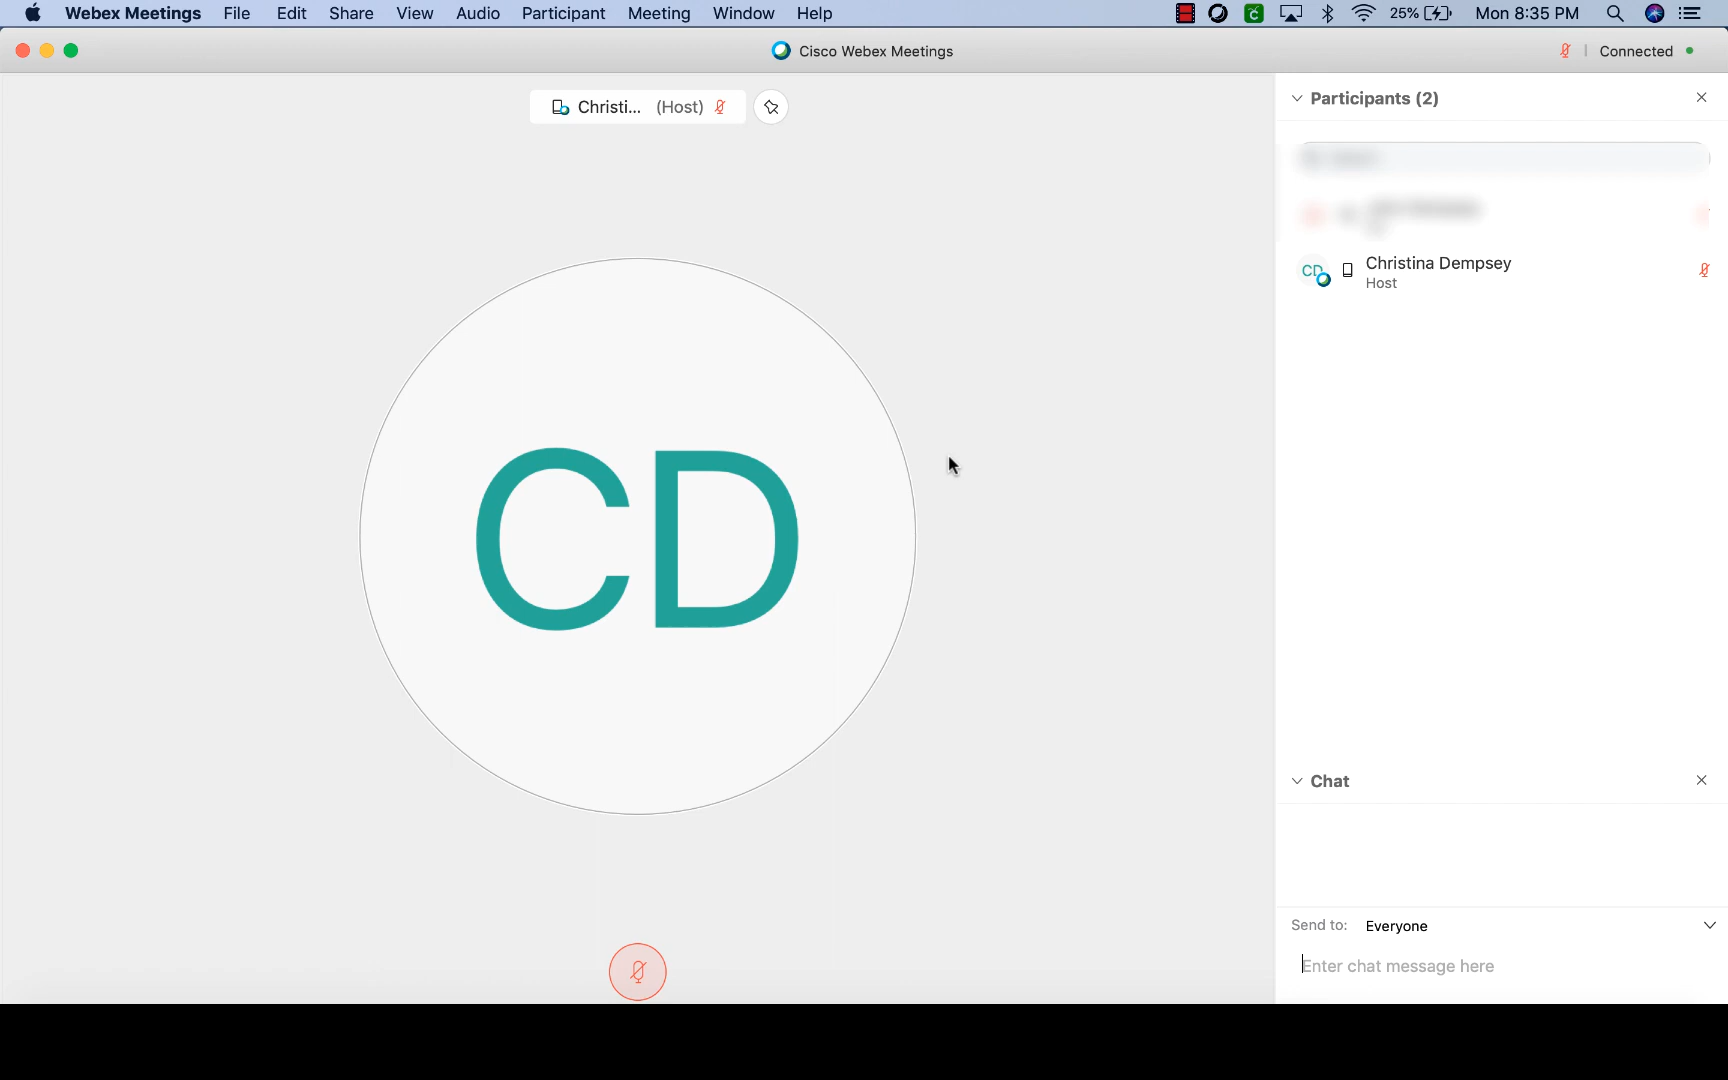 Webex Meetings File Edit Share View Audio Participant Meeting Window Help 25% Mon 8:35 PM
Cisco Webex Meetings Connected
Christi... (Host)
Participants (2)
CD Christina Dempsey
Host
CD
Chat
Send to: Everyone
Enter chat message here